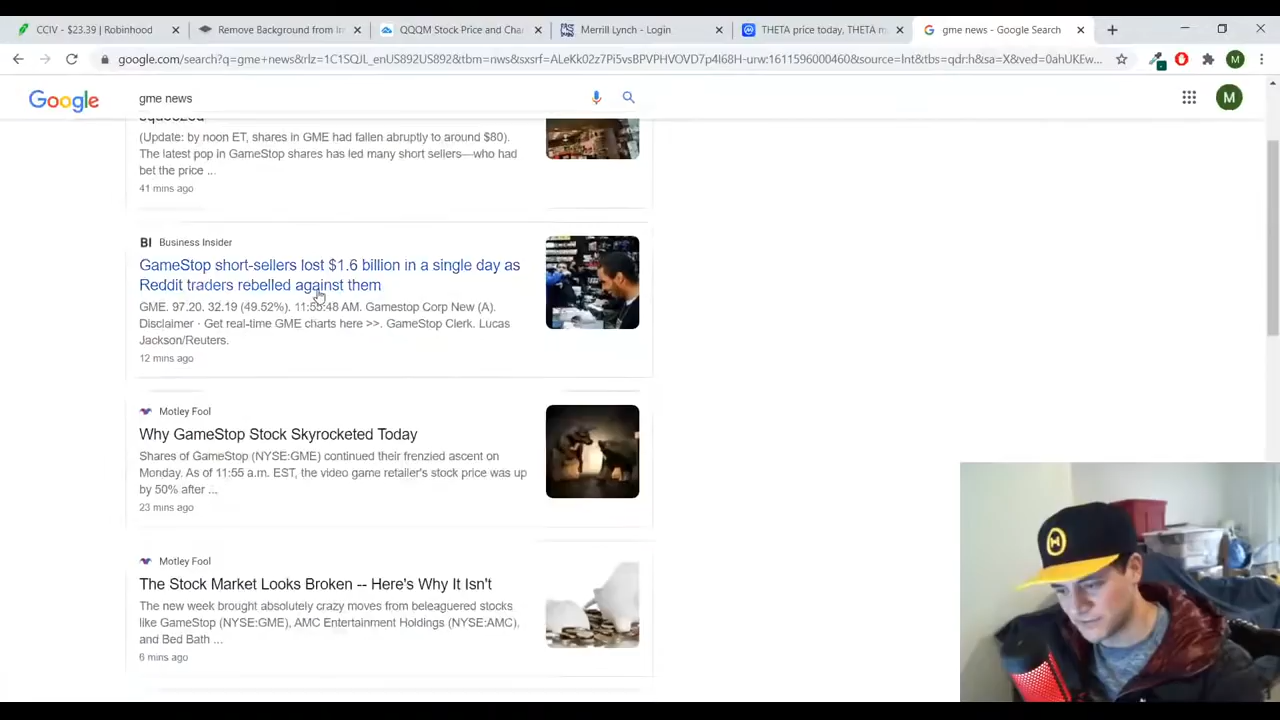 CCIV - $23.39 | Robinhood
Remove Background from Im
QQQM Stock Price and Cha
Merrill Lynch - Login
THETA price today, THETA m
gme news - Google Search
google.com/search?q=gme+news&rlz=1C1SQJL_enUS892US892&tbm=nws&sxsrf=ALeKk02z7Pi5vsBPVPHVOVD7p4I68H-urw:1611596000460&source=lnt&tbs=qdr:h&sa=X&ved=0ahUKEw...
M
Google
gme news
M
squeezed
(Update: by noon ET, shares in GME had fallen abruptly to around $80).
The latest pop in GameStop shares has led many short sellers—who had
bet the price ...
41 mins ago
BI Business Insider
GameStop short-sellers lost $1.6 billion in a single day as
Reddit traders rebelled against them
GME. 97.20. 32.19 (49.52%). 11:55:48 AM. Gamestop Corp New (A).
Disclaimer · Get real-time GME charts here >>. GameStop Clerk. Lucas
Jackson/Reuters.
12 mins ago
Motley Fool
Why GameStop Stock Skyrocketed Today
Shares of GameStop (NYSE:GME) continued their frenzied ascent on
Monday. As of 11:55 a.m. EST, the video game retailer's stock price was up
by 50% after ...
23 mins ago
Motley Fool
The Stock Market Looks Broken -- Here's Why It Isn't
The new week brought absolutely crazy moves from beleaguered stocks
like GameStop (NYSE:GME), AMC Entertainment Holdings (NYSE:AMC),
and Bed Bath ...
6 mins ago